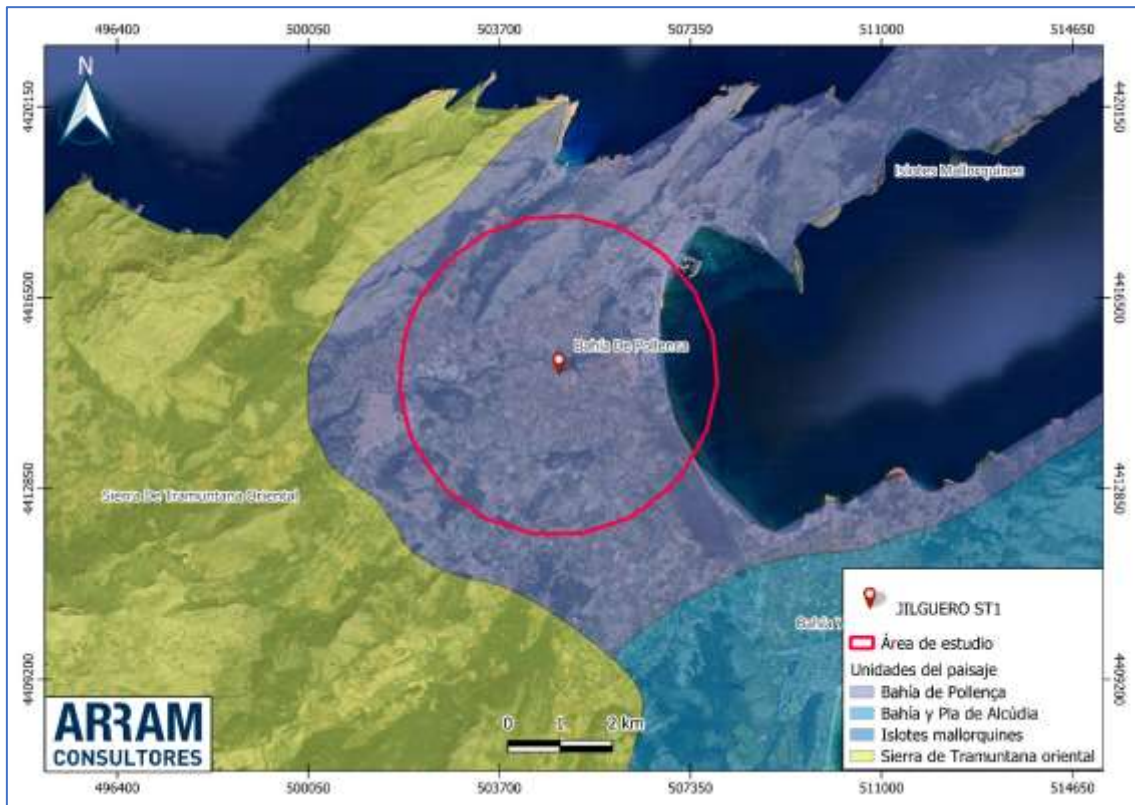 496400 500050 503700 507350 511000 514650
N
4420150 4420150
Islotes Mallorquines
4416500 4416500
Bahía De Pollença
4412850 4412850
Sierra De Tramuntana Oriental
JILGUERO ST1
Área de estudio
Bahía
Unidades del paisaje
4409200 4409200
Bahía de Pollença
ARRAM
CONSULTORES
0 1 2 km
Bahía y Pla de Alcúdia
Islotes mallorquines
Sierra de Tramuntana oriental
496400 500050 503700 507350 511000 514650